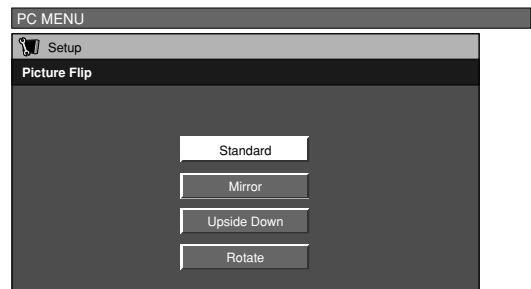 PC MENU
Setup
Picture Flip
Standard
Mirror
Upside Down
Rotate